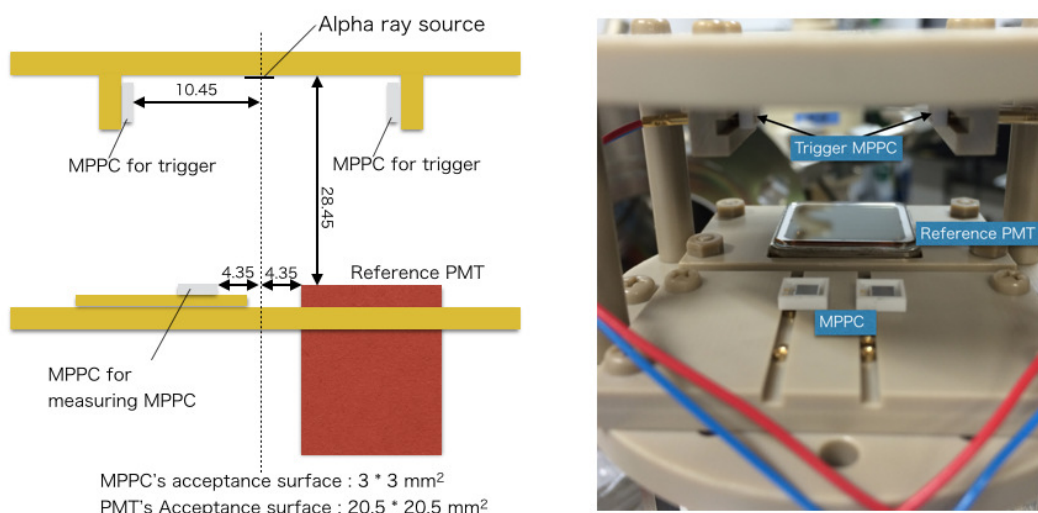 Alpha ray source
10.45
MPPC for trigger
MPPC for trigger
28.45
4.35
4.35
Reference PMT
MPPC for
measuring MPPC
MPPC's acceptance surface : 3 * 3 mm²
PMT's Acceptance surface : 20.5 * 20.5 mm²
Trigger MPPC
Reference PMT
MPPC